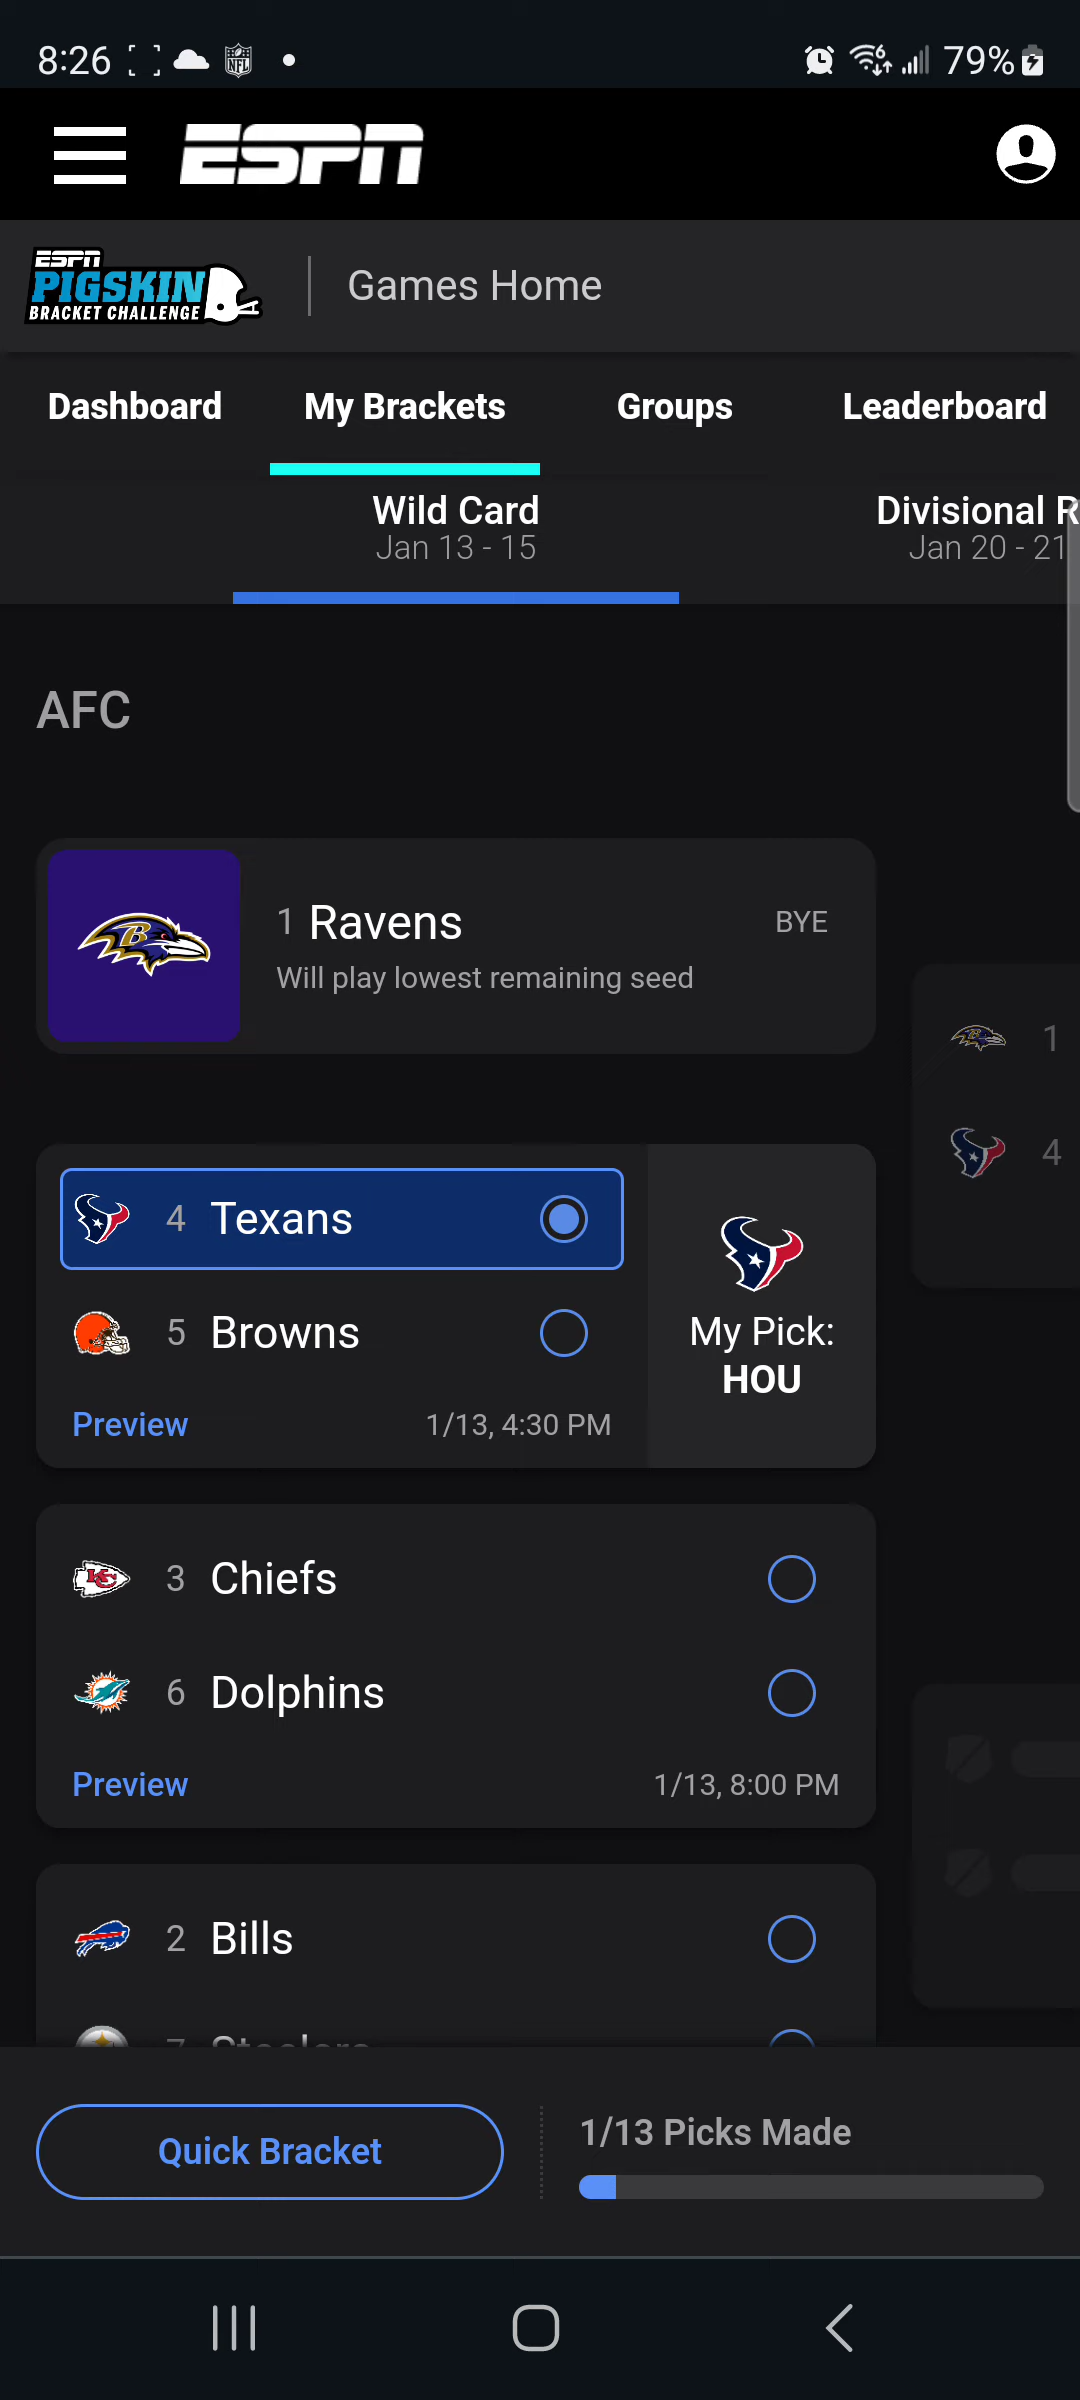 8:26
79%
ESPN
ESPN
PIGSKIN
BRACKET CHALLENGE
Games Home
Dashboard My Brackets Groups Leaderboard
Wild Card Divisional R
Jan 13 - 15 Jan 20 - 21
AFC
1 Ravens BYE
Will play lowest remaining seed
1
4
4 Texans
5 Browns
Preview 1/13, 4:30 PM
My Pick:
HOU
3 Chiefs
6 Dolphins
Preview 1/13, 8:00 PM
2 Bills
7 Steelers
Quick Bracket
1/13 Picks Made